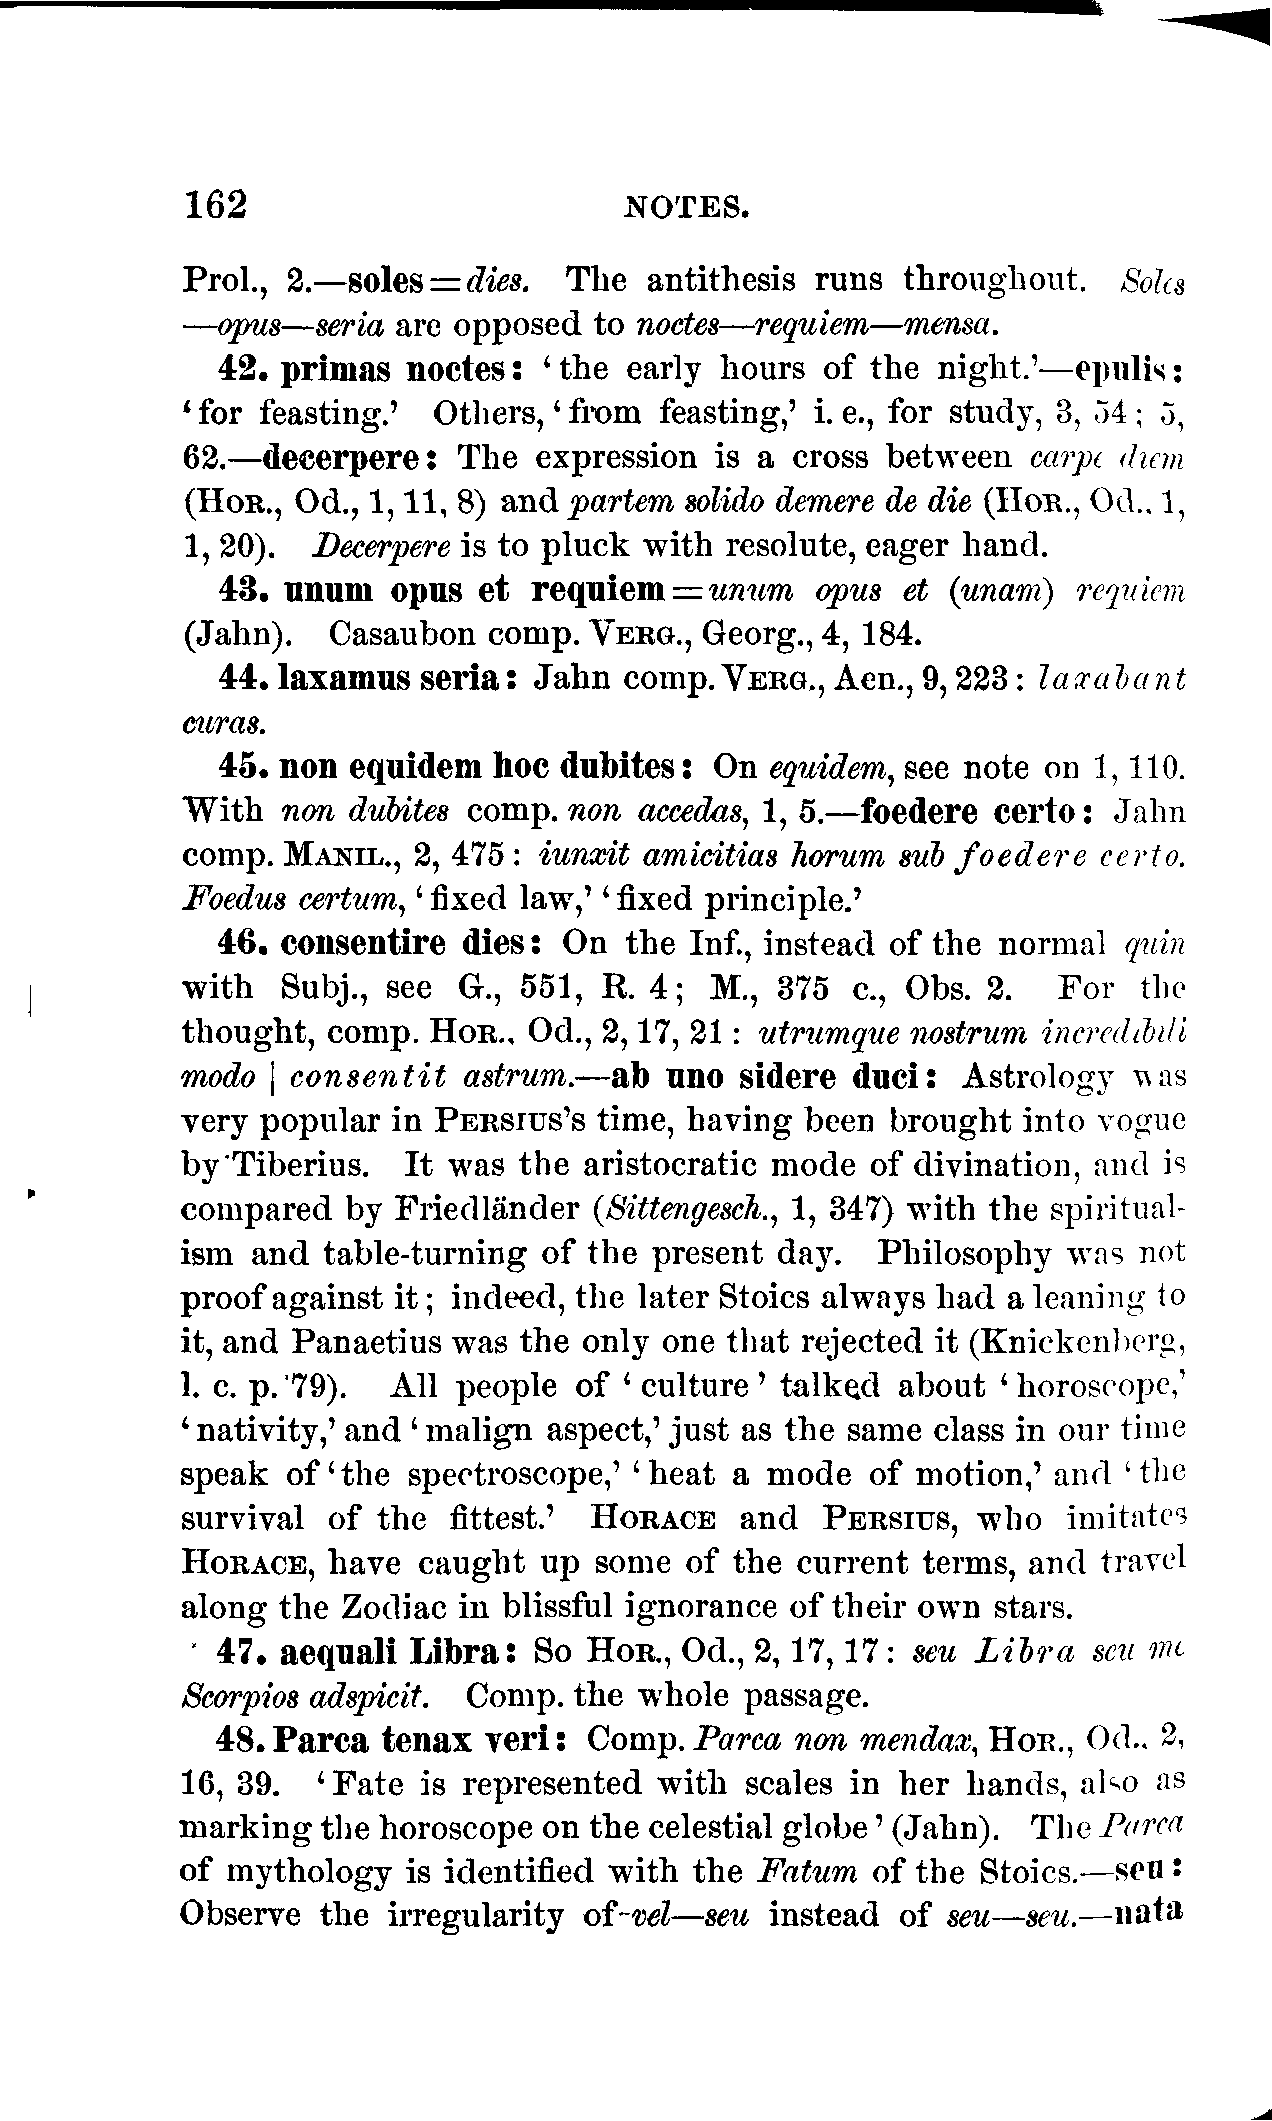 162 NOTES.
Prol., 2.—soles=dies. The antithesis runs throughout. Soles
—opus—seria are opposed to noctes—requiem—mensa.
42. primas noctes: ‘the early hours of the night.’—epulis:
‘for feasting.’ Others, ‘from feasting,’ i. e., for study, 3, 54; 5,
62.—decerpere: The expression is a cross between carpe diem
(HOR., Od., 1, 11, 8) and partem solido demere de die (HOR., Od., 1,
1, 20). Decerpere is to pluck with resolute, eager hand.
43. unum opus et requiem=unum opus et (unam) requiem
(Jahn). Casaubon comp. VERG., Georg., 4, 184.
44. laxamus seria: Jahn comp. VERG., Aen., 9, 223: laxabant
curas.
45. non equidem hoc dubites: On equidem, see note on 1, 110.
With non dubites comp. non accedas, 1, 5.—foedere certo: Jahn
comp. MANIL., 2, 475: iunxit amicitias horum sub foedere certo.
Foedus certum, ‘fixed law,’ ‘fixed principle.’
46. consentire dies: On the Inf., instead of the normal quin
with Subj., see G., 551, R. 4; M., 375 c., Obs. 2. For the
thought, comp. HOR., Od., 2, 17, 21: utrumque nostrum incredibili
modo | consentit astrum.—ab uno sidere duci: Astrology was
very popular in PERSIUS's time, having been brought into vogue
by Tiberius. It was the aristocratic mode of divination, and is
compared by Friedländer (Sittengesch., 1, 347) with the spiritual-
ism and table-turning of the present day. Philosophy was not
proof against it; indeed, the later Stoics always had a leaning to
it, and Panaetius was the only one that rejected it (Knickenberg,
l. c. p. 79). All people of ‘culture’ talked about ‘horoscope,’
‘nativity,’ and ‘malign aspect,’ just as the same class in our time
speak of ‘the spectroscope,’ ‘heat a mode of motion,’ and ‘the
survival of the fittest.’ HORACE and PERSIUS, who imitates
HORACE, have caught up some of the current terms, and travel
along the Zodiac in blissful ignorance of their own stars.
47. aequali Libra: So HOR., Od., 2, 17, 17: seu Libra seu me
Scorpios adspicit. Comp. the whole passage.
48. Parca tenax veri: Comp. Parca non mendax, HOR., Od., 2,
16, 39. ‘Fate is represented with scales in her hands, also as
marking the horoscope on the celestial globe’ (Jahn). The Parca
of mythology is identified with the Fatum of the Stoics.—seu:
Observe the irregularity of vel—seu instead of seu—seu.—nata